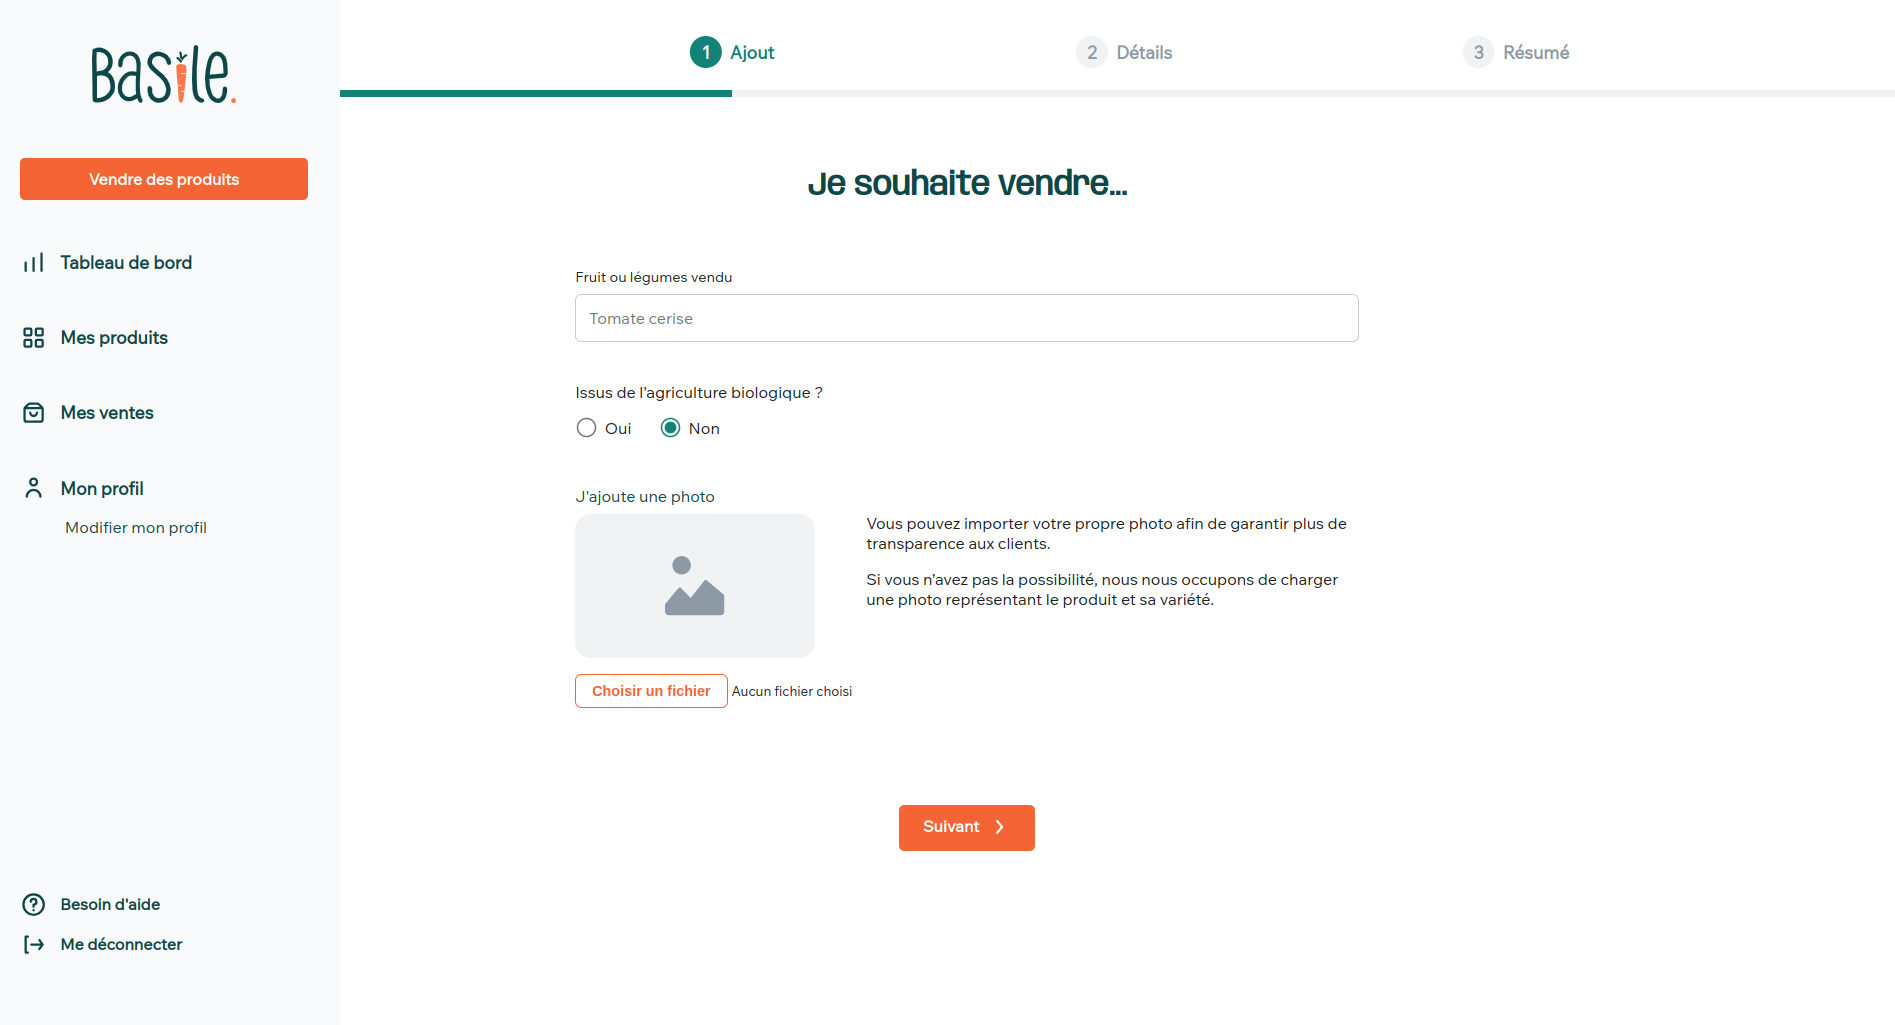 Basile.
Vendre des produits
Tableau de bord
Mes produits
Mes ventes
Mon profil
Modifier mon profil
Besoin d'aide
Me déconnecter
1 Ajout
2 Détails
3 Résumé
Je souhaite vendre...
Fruit ou légumes vendu
Tomate cerise
Issus de l’agriculture biologique ?
Oui Non
J'ajoute une photo
Vous pouvez importer votre propre photo afin de garantir plus de
transparence aux clients.
Si vous n’avez pas la possibilité, nous nous occupons de charger
une photo représentant le produit et sa variété.
Choisir un fichier Aucun fichier choisi
Suivant